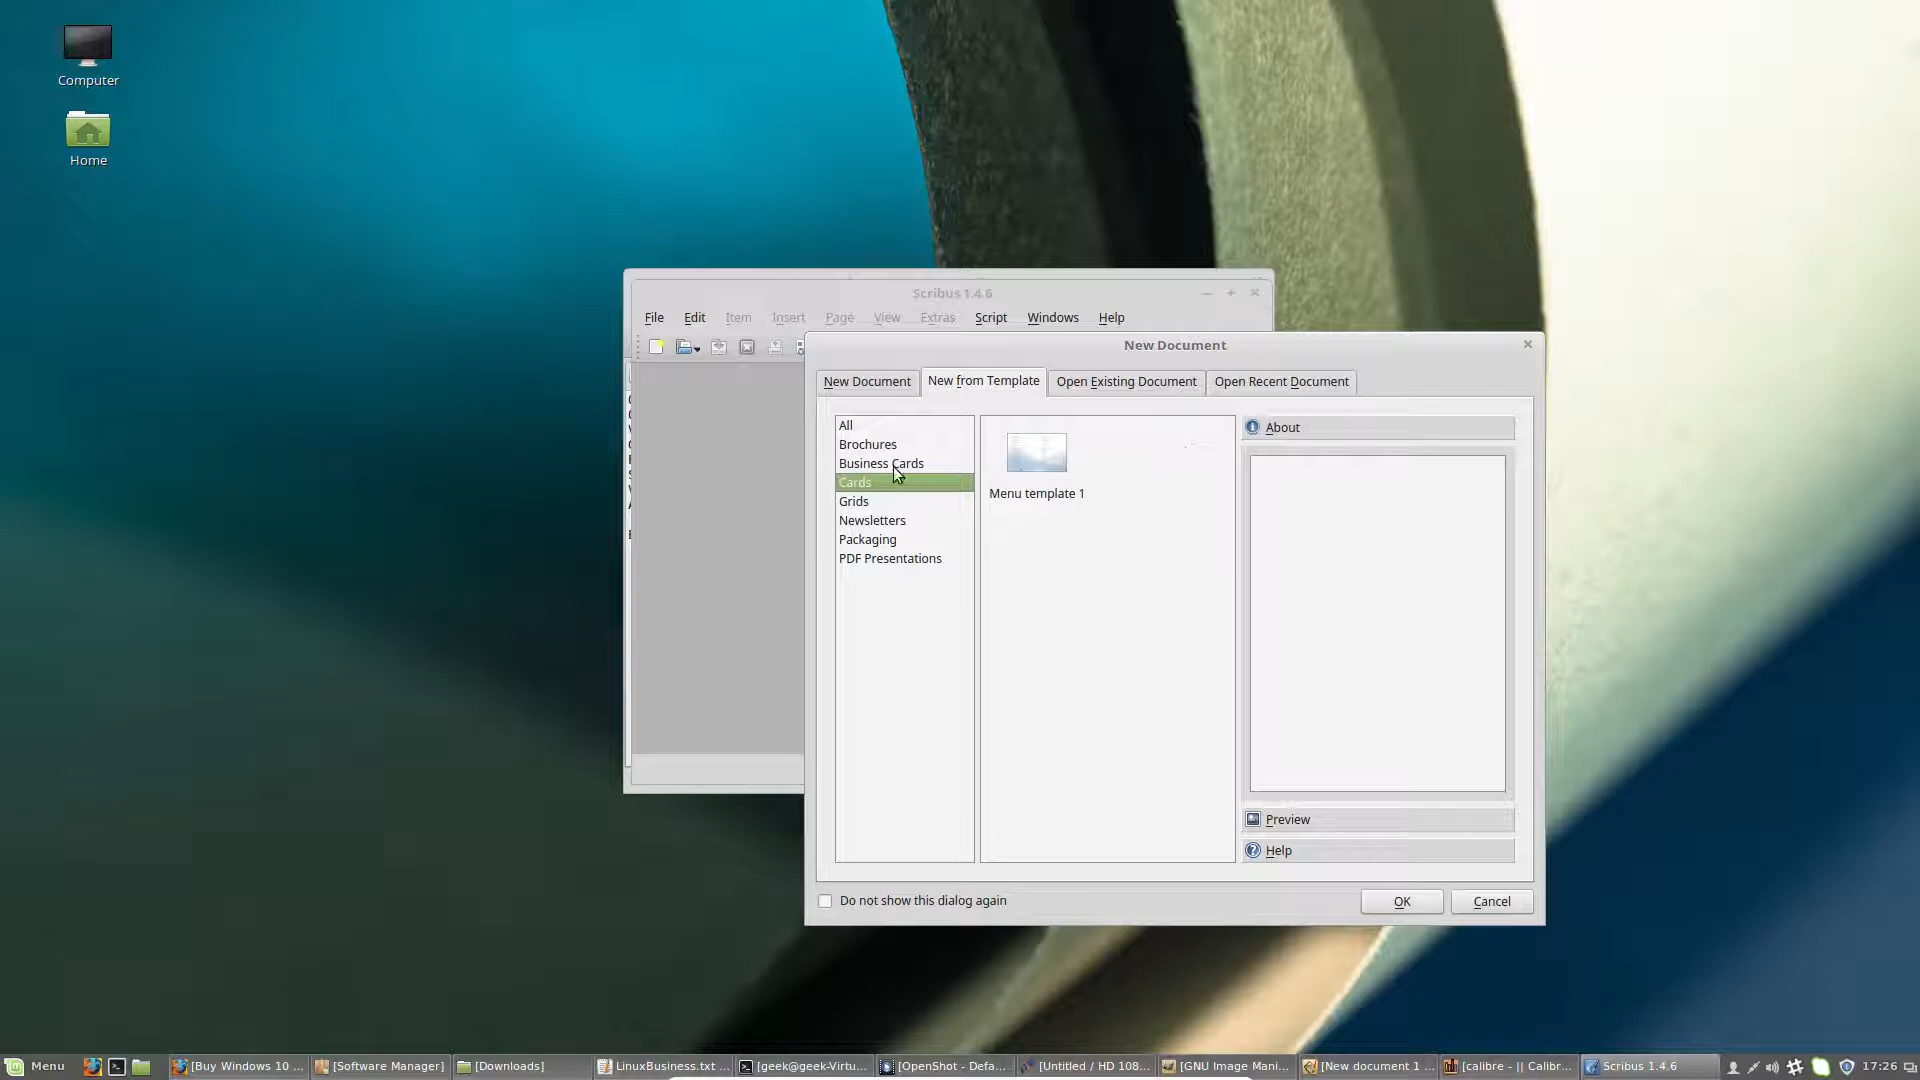 Computer
Home
Scribus 1.4.6
File Edit Item Insert Page View Extras Script Windows Help
New Document
New Document New from Template Open Existing Document Open Recent Document
All
Brochures
Business Cards
Cards
Grids
Newsletters
Packaging
PDF Presentations
Menu template 1
About
Preview
Help
Do not show this dialog again
OK
Cancel
Menu [Buy Windows 10 ... [Software Manager] [Downloads] LinuxBusiness.txt ... [geek@geek-Virtu... [OpenShot - Defa... [Untitled / HD 108... [GNU Image Mani... [New document 1 ... [calibre - || Calibr... Scribus 1.4.6 17:26